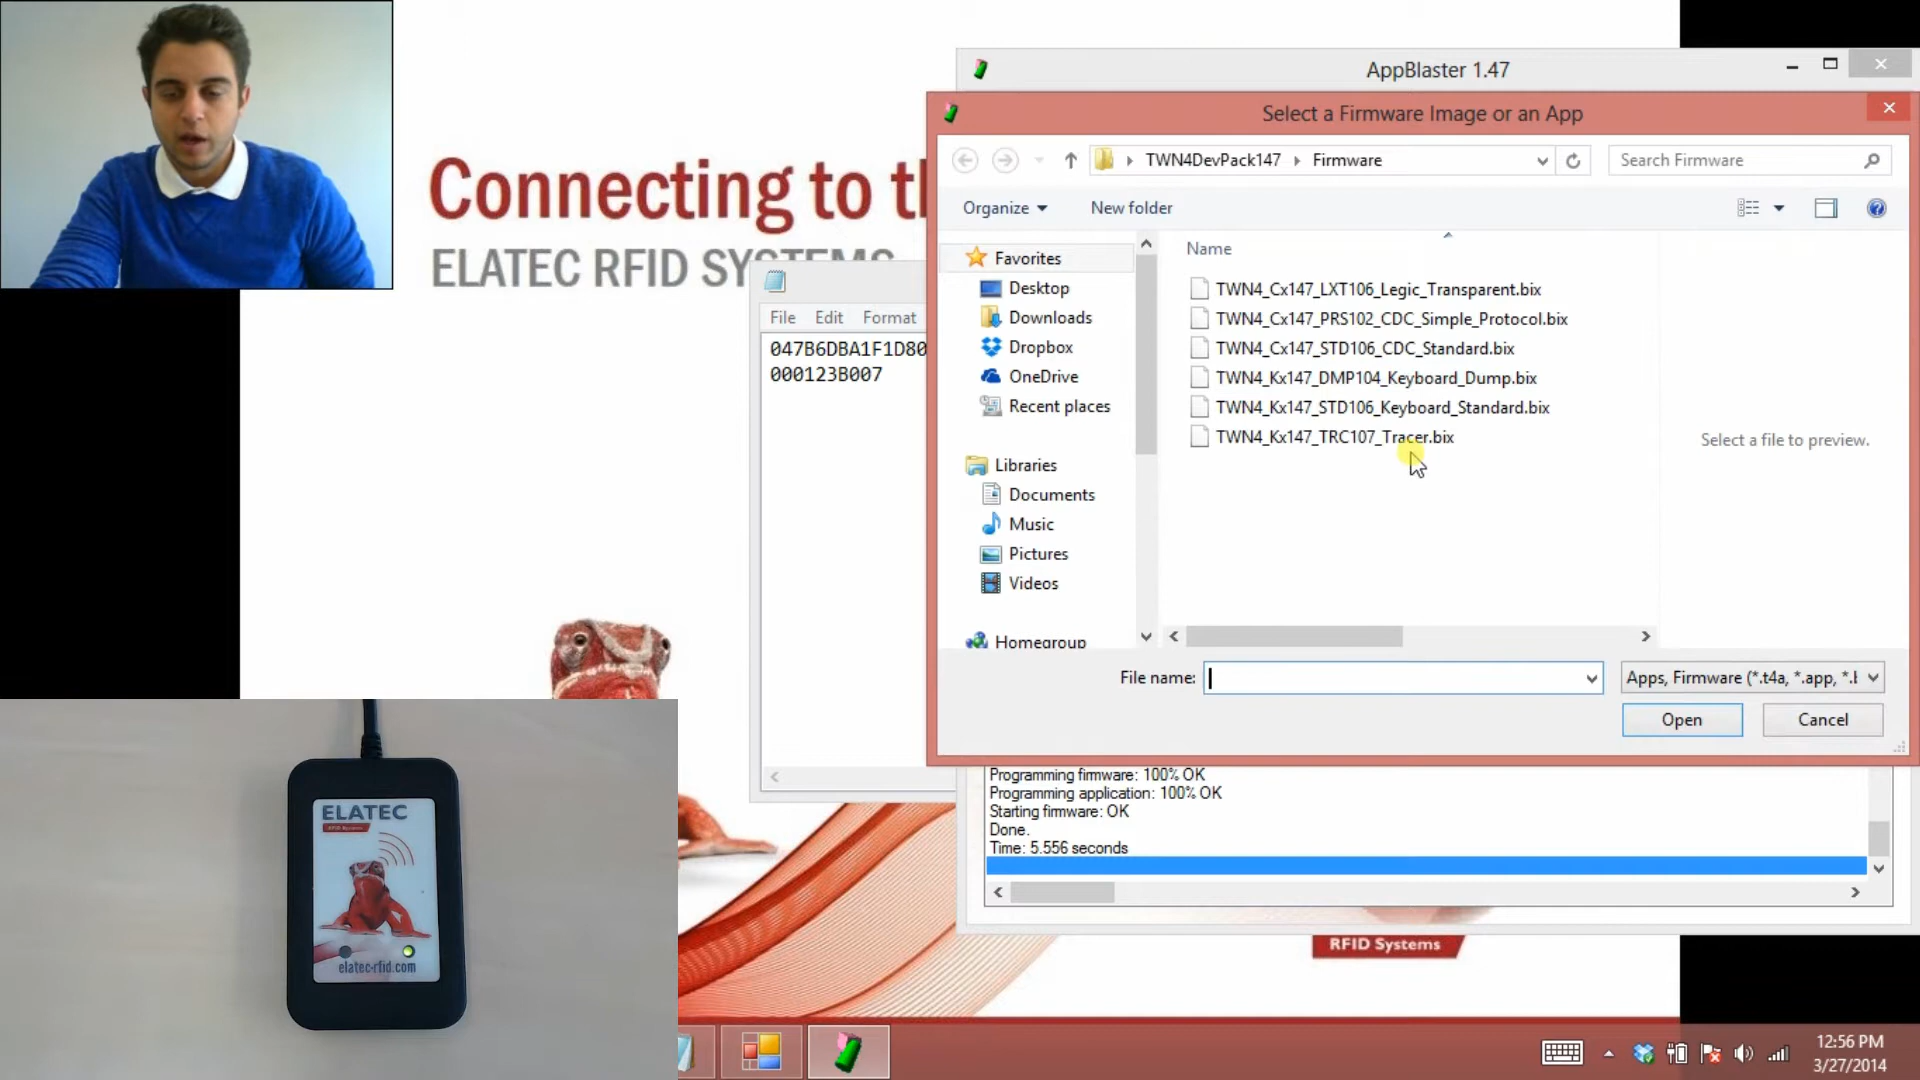 Connecting to t
ELATEC RFID SYSTEMS
AppBlaster 1.47
Select a Firmware Image or an App
TWN4DevPack147
Firmware
Search Firmware
Organize
New folder
Favorites
Desktop
Downloads
Dropbox
OneDrive
Recent places
Libraries
Documents
Music
Pictures
Videos
Homegroup
Name
TWN4_Cx147_LXT106_Legic_Transparent.bix
TWN4_Cx147_PRS102_CDC_Simple_Protocol.bix
TWN4_Cx147_STD106_CDC_Standard.bix
TWN4_Kx147_DMP104_Keyboard_Dump.bix
TWN4_Kx147_STD106_Keyboard_Standard.bix
TWN4_Kx147_TRC107_Tracer.bix
Select a file to preview.
File name:
Apps, Firmware (*.t4a, *.app, *.
Open
Cancel
File Edit Format
047B6DBA1F1D80
000123B007
Programming firmware: 100% OK
Programming application: 100% OK
Starting firmware: OK
Done.
Time: 5.556 seconds
RFID Systems
ELATEC
RFID Systems
elatec-rfid.com
12:56 PM
3/27/2014